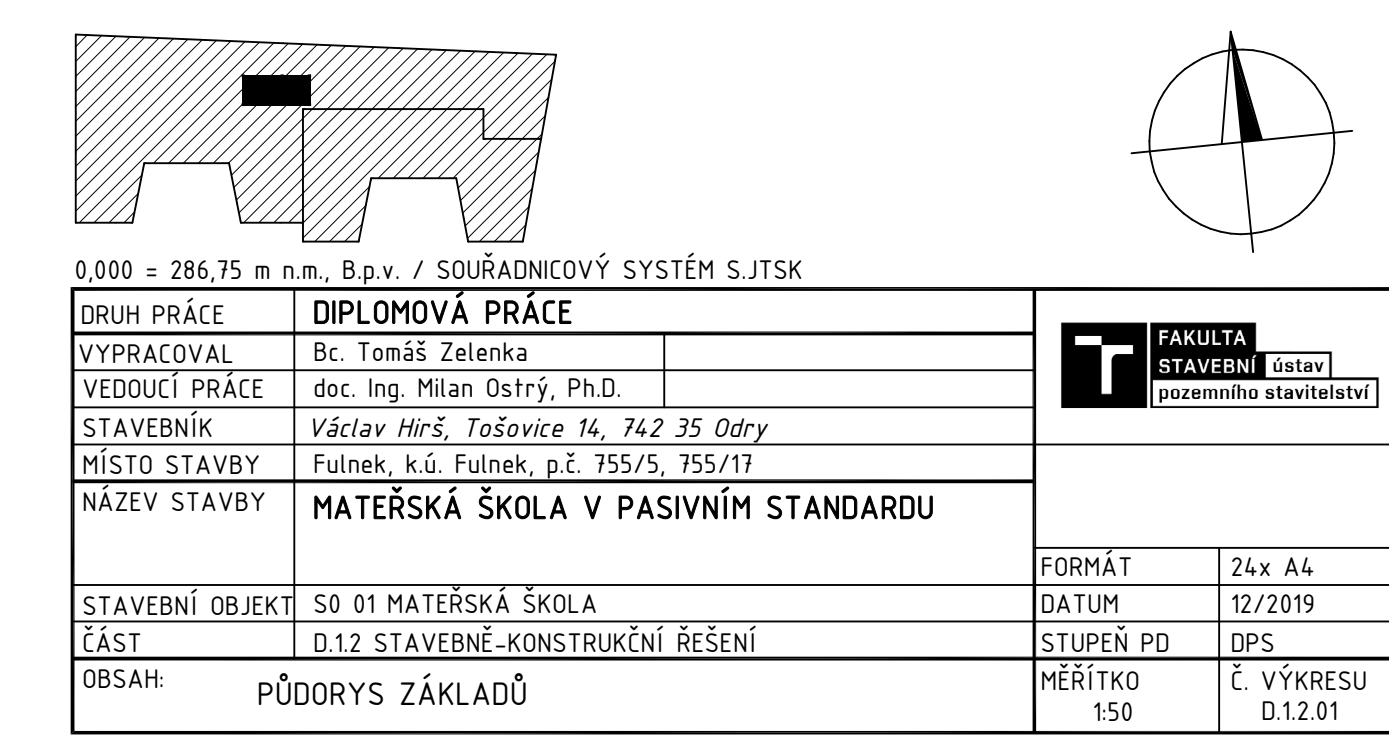 0,000 = 286,75 m n.m., B.p.v. / SOUŘADNICOVÝ SYSTÉM S.JTSK
DRUH PRÁCE DIPLOMOVÁ PRÁCE
VYPRACOVAL Bc. Tomáš Zelenka
VEDOUCÍ PRÁCE doc. Ing. Milan Ostrý, Ph.D.
STAVEBNÍK Václav Hirš, Tošovice 14, 742 35 Odry
MÍSTO STAVBY Fulnek, k.ú. Fulnek, p.č. 755/5, 755/17
NÁZEV STAVBY MATEŘSKÁ ŠKOLA V PASIVNÍM STANDARDU
FAKULTA
STAVEBNÍ ústav
pozemního stavitelství
FORMÁT 24x A4
STAVEBNÍ OBJEKT SO 01 MATEŘSKÁ ŠKOLA
DATUM 12/2019
ČÁST D.1.2 STAVEBNĚ-KONSTRUKČNÍ ŘEŠENÍ
STUPEŇ PD DPS
OBSAH: PŮDORYS ZÁKLADŮ
MĚŘÍTKO
1:50
Č. VÝKRESU
D.1.2.01